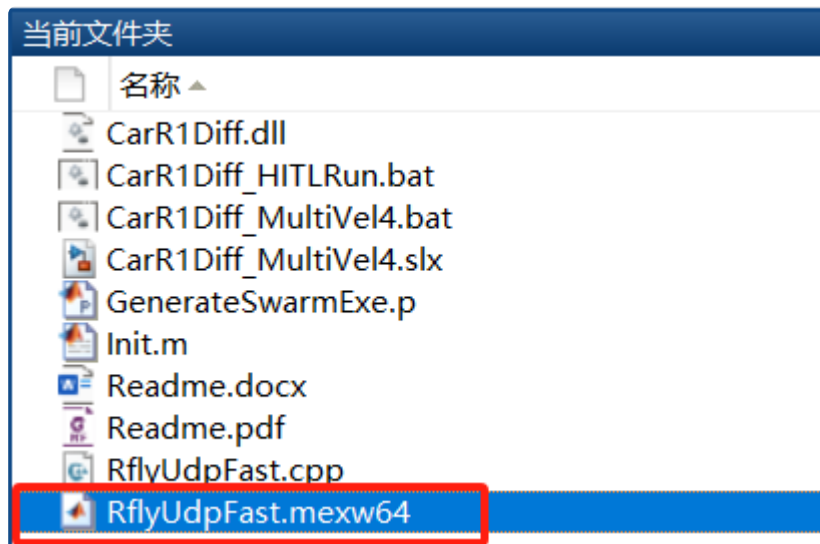 当前文件夹
名称
CarR1Diff.dll
CarR1Diff_HITLRun.bat
CarR1Diff_MultiVel4.bat
CarR1Diff_MultiVel4.slx
GenerateSwarmExe.p
Init.m
Readme.docx
Readme.pdf
RflyUdpFast.cpp
RflyUdpFast.mexw64